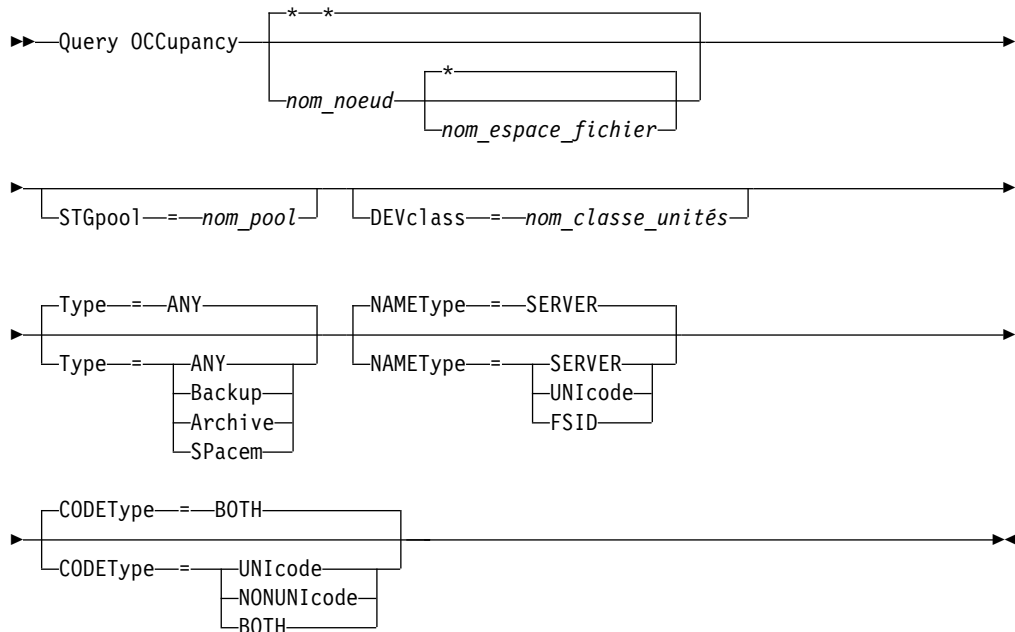 * *
Query OCCupancy
*
nom_noeud
nom_espace_fichier
STGpool = nom_pool DEVclass = nom_classe_unités
Type = ANY NAMEType = SERVER
Type = ANY NAMEType = SERVER
Backup UNIcode
Archive FSID
SPacem
CODEType = BOTH
CODEType = UNIcode
NONUNIcode
BOTH